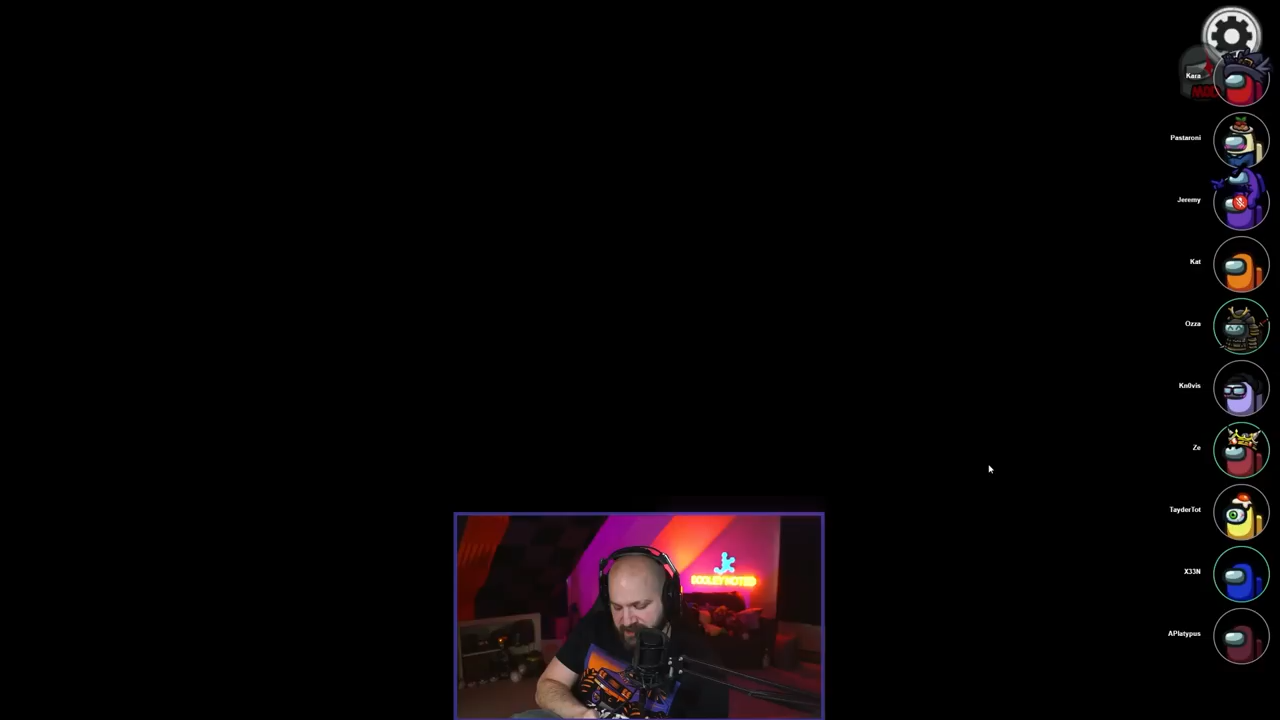 Kara
Pastaroni
Jeremy
Kat
Ozza
Kn0vis
Ze
TayderTot
X33N
APlatypus